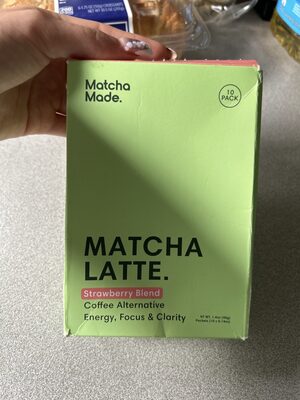 Matcha
Made.
10
PACK
MATCHA
LATTE.
Strawberry Blend
Coffee Alternative
Energy, Focus & Clarity